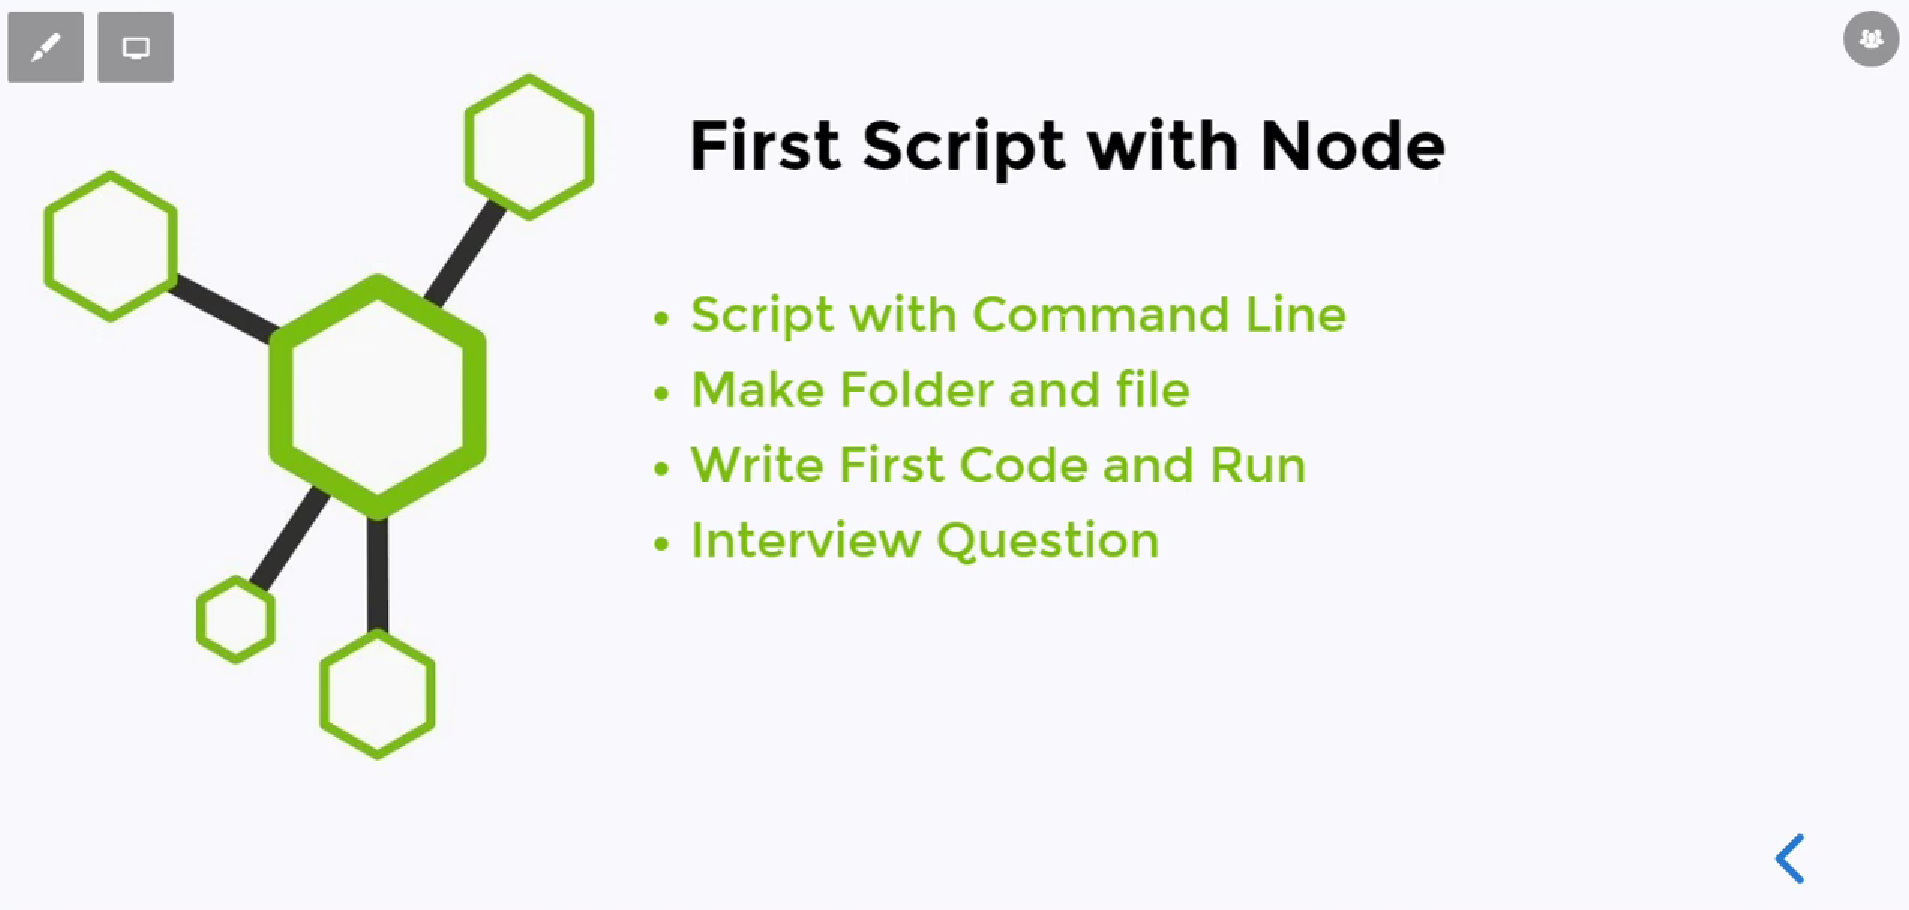 First Script with Node
• Script with Command Line
• Make Folder and file
• Write First Code and Run
• Interview Question